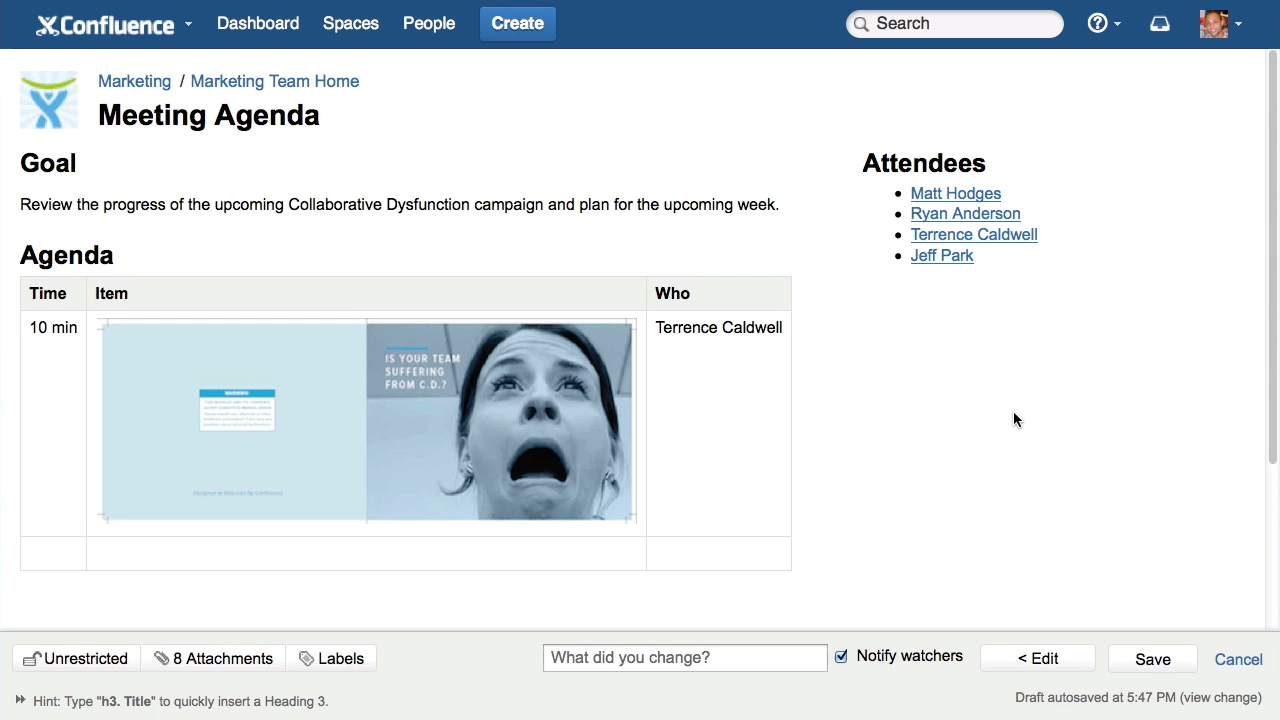 Confluence
Dashboard
Spaces
People
Create
Search
Marketing / Marketing Team Home
Meeting Agenda
Goal
Review the progress of the upcoming Collaborative Dysfunction campaign and plan for the upcoming week.
Agenda
Time Item Who
10 min
IS YOUR TEAM
SUFFERING
FROM C.D.?
WARNING
Terrence Caldwell
Attendees
Matt Hodges
Ryan Anderson
Terrence Caldwell
Jeff Park
Unrestricted
8 Attachments
Labels
What did you change?
Notify watchers
< Edit
Save
Cancel
Hint: Type "h3. Title" to quickly insert a Heading 3.
Draft autosaved at 5:47 PM (view change)